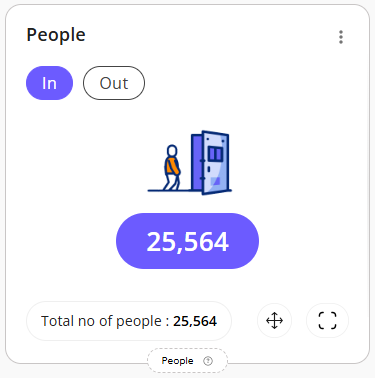 People
In Out
25,564
Total no of people : 25,564
People